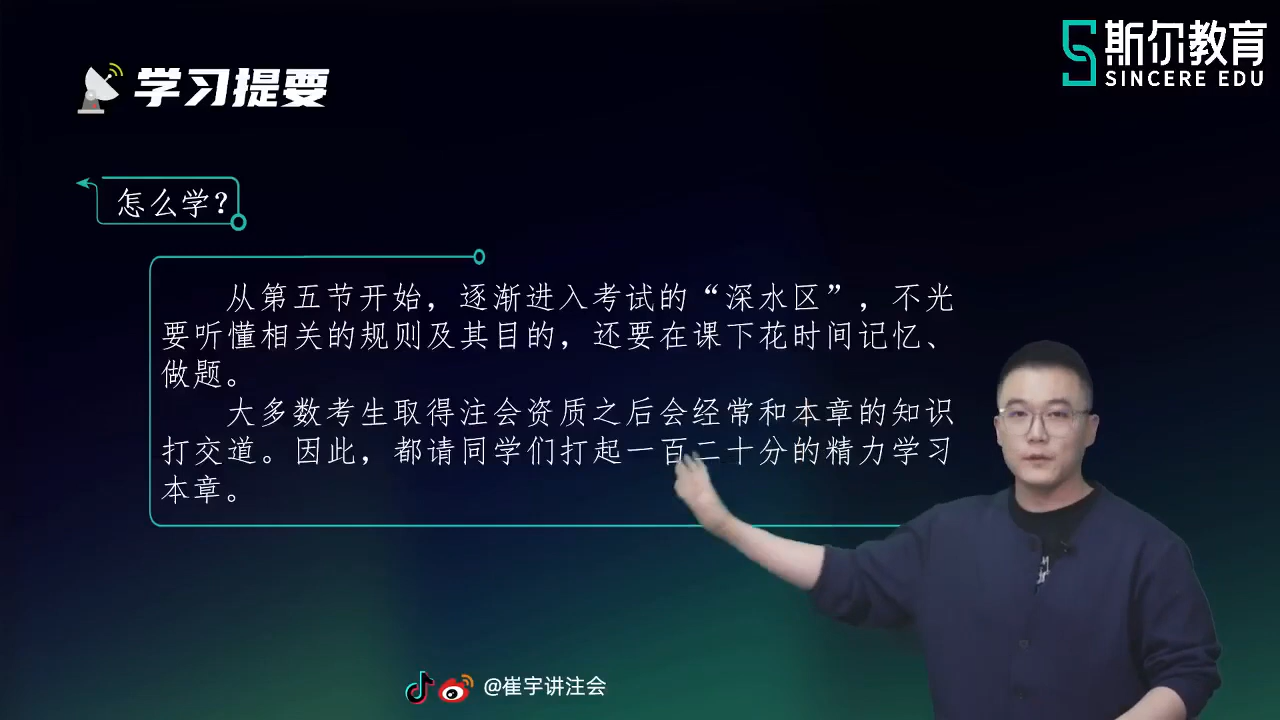 斯尔教育
SINCERE EDU
学习提要
怎么学?
从第五节开始，逐渐进入考试的“深水区”，不光
要听懂相关的规则及其目的，还要在课下花时间记忆、
做题。
大多数考生取得注会资质之后会经常和本章的知识
打交道。因此，都请同学们打起一百二十分的精力学习
本章。
@崔宇讲注会